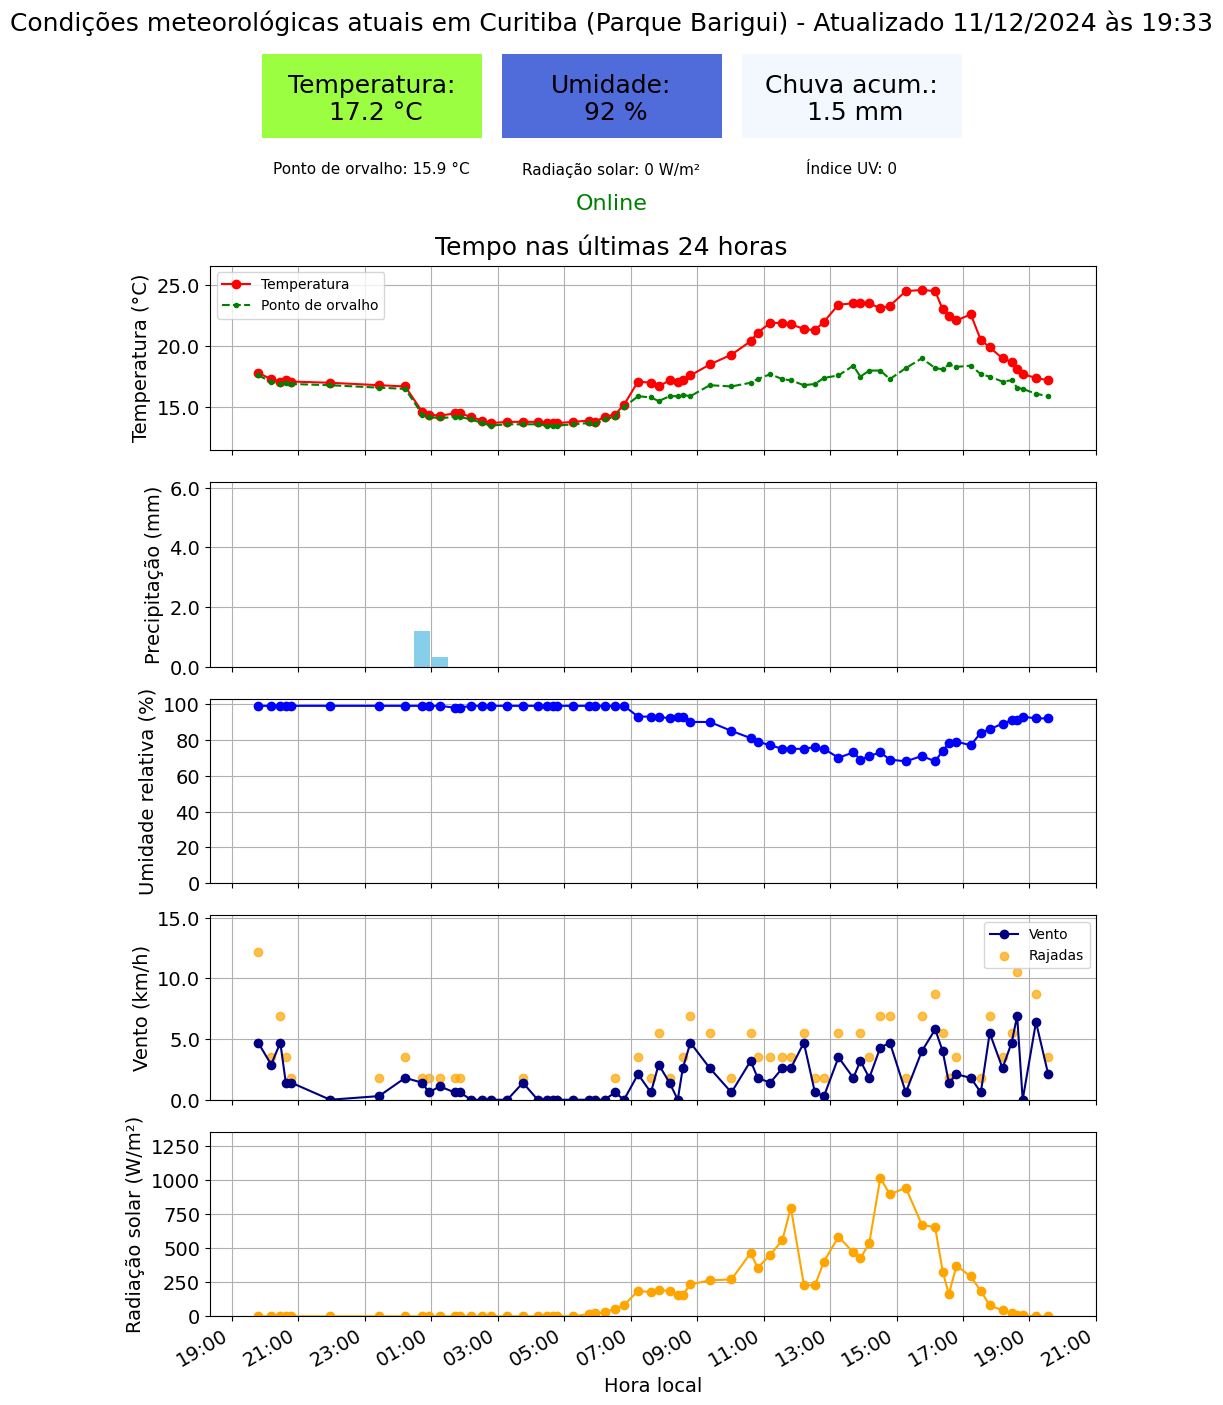 Condições meteorológicas atuais em Curitiba (Parque Barigui) - Atualizado 11/12/2024 às 19:33
Temperatura:
17.2 °C
Umidade:
92 %
Chuva acum.:
1.5 mm
Ponto de orvalho: 15.9 °C
Radiação solar: 0 W/m²
Índice UV: 0
Online
Tempo nas últimas 24 horas
Temperatura (°C)
25.0
20.0
15.0
Temperatura
Ponto de orvalho
Precipitação (mm)
6.0
4.0
2.0
0.0
Umidade relativa (%)
100
80
60
40
20
0
Vento (km/h)
15.0
10.0
5.0
0.0
Vento
Rajadas
Radiação solar (W/m²)
1250
1000
750
500
250
0
19:00
21:00
23:00
01:00
03:00
05:00
07:00
09:00
11:00
13:00
15:00
17:00
19:00
21:00
Hora local